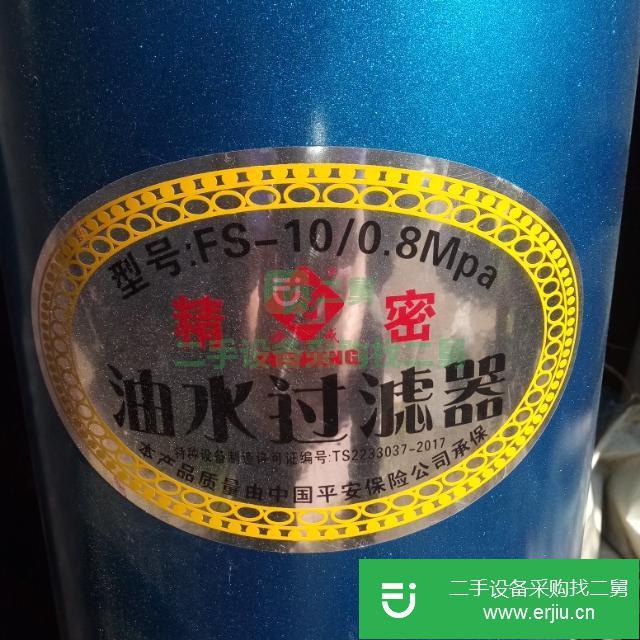 型号:FS-10/0.8Mpa
精 密
二手设备采购找二舅
油水过滤器
特种设备制造许可证编号:TS2233037-2017
本产品质量由中国平安保险公司承保
二手设备采购找二舅
www.erjiu.cn